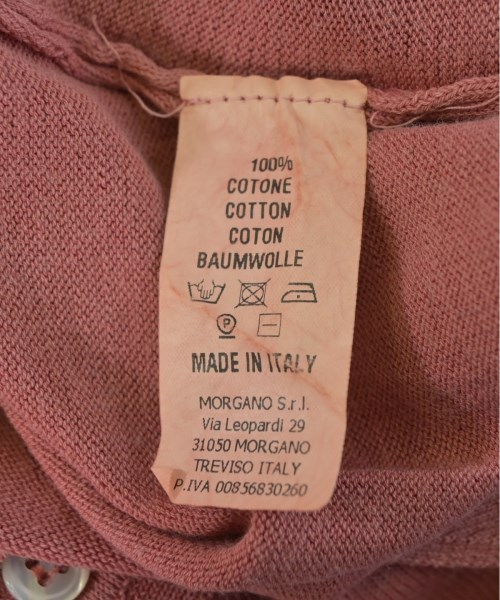 100%
COTONE
COTTON
COTON
BAUMWOLLE
P
MADE IN ITALY
MORGANO S.r.l.
Via Leopardi 29
31050 MORGANO
TREVISO ITALY
P.IVA 00856830260